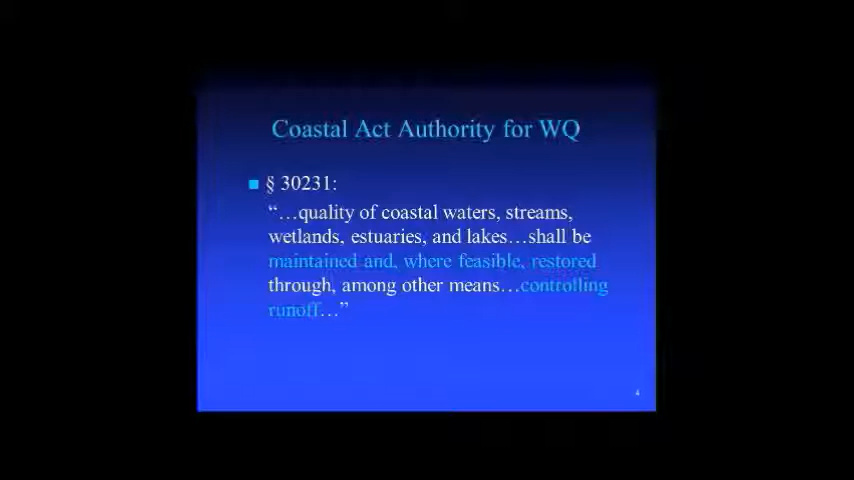 Coastal Act Authority for WQ
§ 30231:
“…quality of coastal waters, streams,
wetlands, estuaries, and lakes…shall be
maintained and, where feasible, restored
through, among other means…controlling
runoff…”
4